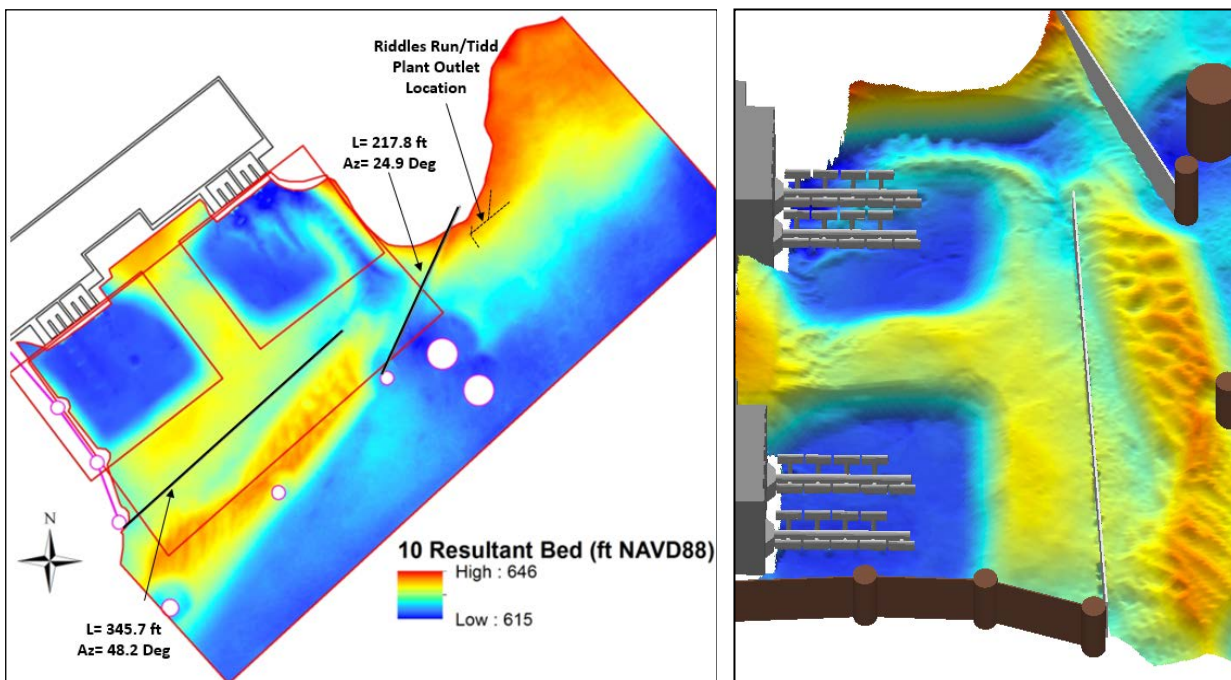 Riddles Run/Tidd
Plant Outlet
Location
L= 217.8 ft
Az= 24.9 Deg
N
10 Resultant Bed (ft NAVD88)
High : 646
Low : 615
L= 345.7 ft
Az= 48.2 Deg